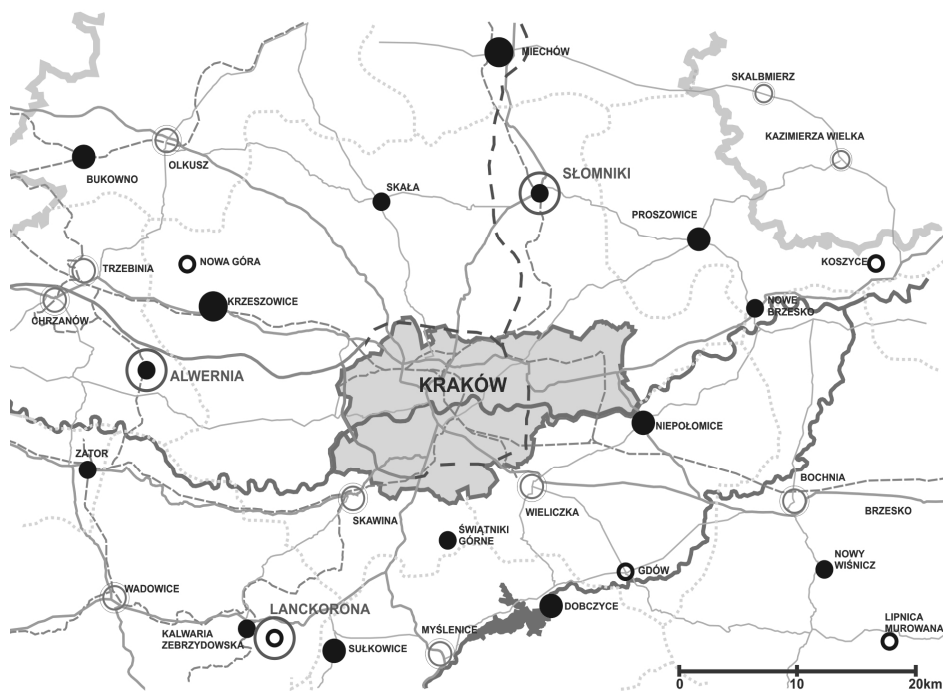 MIECHÓW
SKALBMIERZ
KAZIMIERZA WIELKA
OLKUSZ
BUKOWNO
SŁOMNIKI
SKAŁA
PROSZOWICE
NOWA GÓRA
KOSZYCE
TRZEBINIA
KRZESZOWICE
NOWE
BRZESKO
CHRZANÓW
ALWERNIA
KRAKÓW
NIEPOŁOMICE
ZATOR
BOCHNIA
BRZESKO
WIELICZKA
SKAWINA
ŚWIĄTNIKI
GÓRNE
NOWY
WIŚNICZ
GDÓW
WADOWICE
LANCKORONA
DOBCZYCE
LIPNICA
MUROWANA
KALWARIA
ZEBRZYDOWSKA
MYŚLENICE
SUŁKOWICE
0 10 20km